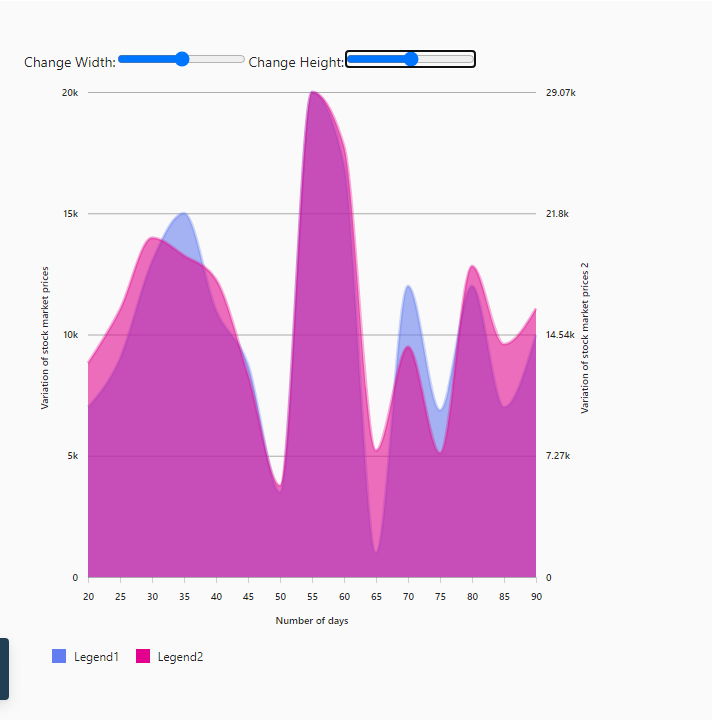 Change Width: Change Height:
20k 29.07k
15k 21.8k
Variation of stock market prices
Variation of stock market prices 2
10k 14.54k
5k 7.27k
0 0
20 25 30 35 40 45 50 55 60 65 70 75 80 85 90
Number of days
Legend1 Legend2